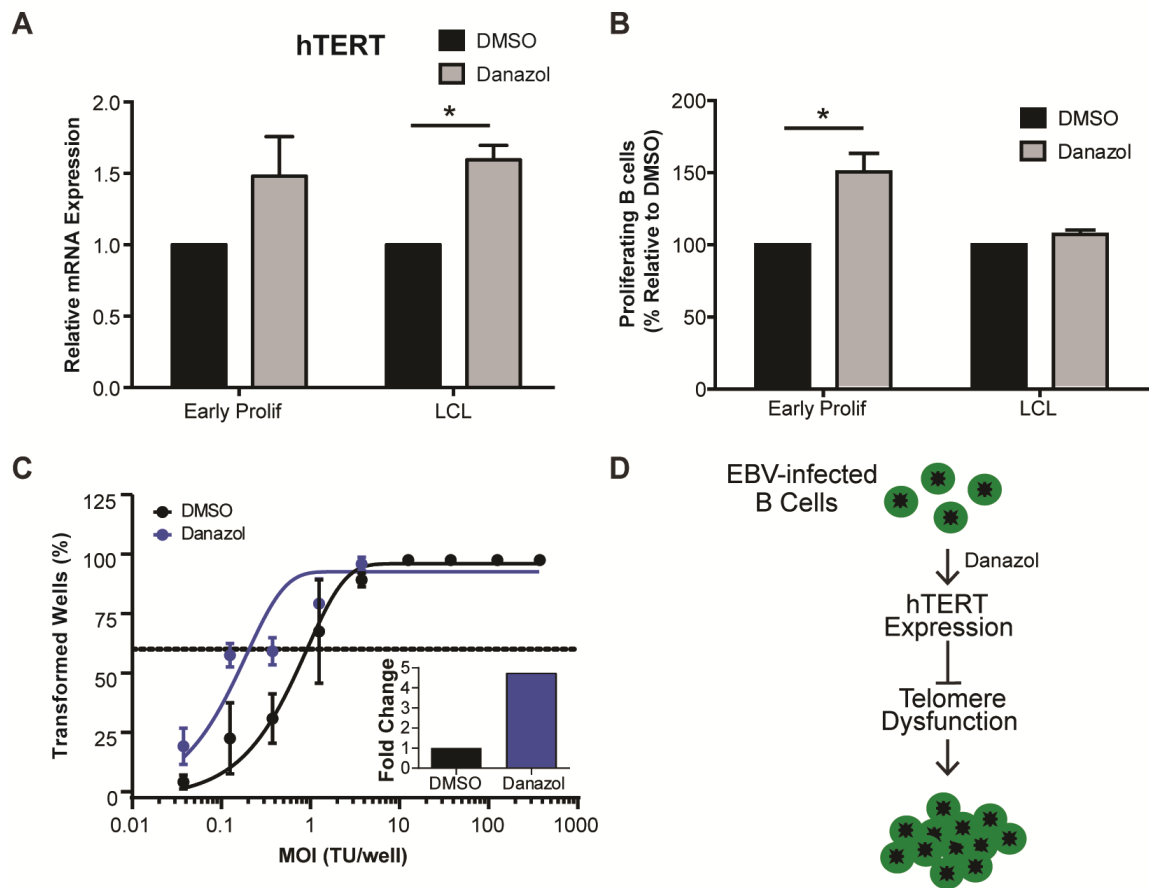 A
hTERT
DMSO
Danazol
Relative mRNA Expression
2.0
*
1.5
1.0
0.5
0.0
Early Prolif
LCL
B
Proliferating B cells
(% Relative to DMSO)
200
*
150
100
50
0
DMSO
Danazol
Early Prolif
LCL
C
Transformed Wells (%)
125
100
75
50
25
0
DMSO
Danazol
Fold Change
5
4
3
2
1
0
DMSO
Danazol
0.01
0.1
1
10
100
1000
MOI (TU/well)
D
EBV-infected
B Cells
Danazol
hTERT
Expression
Telomere
Dysfunction